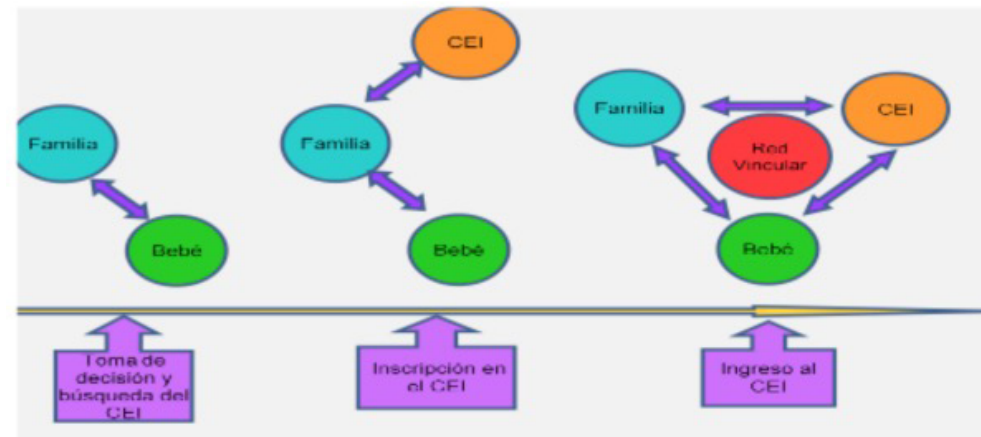 CEI
CEI
Familia
Familia
Familia
Red
Vincular
Bebé
Bebé
Bebé
Toma de
decisión y
búsqueda del
CEI
Inscripción en
el CEI
Ingreso al
CEI